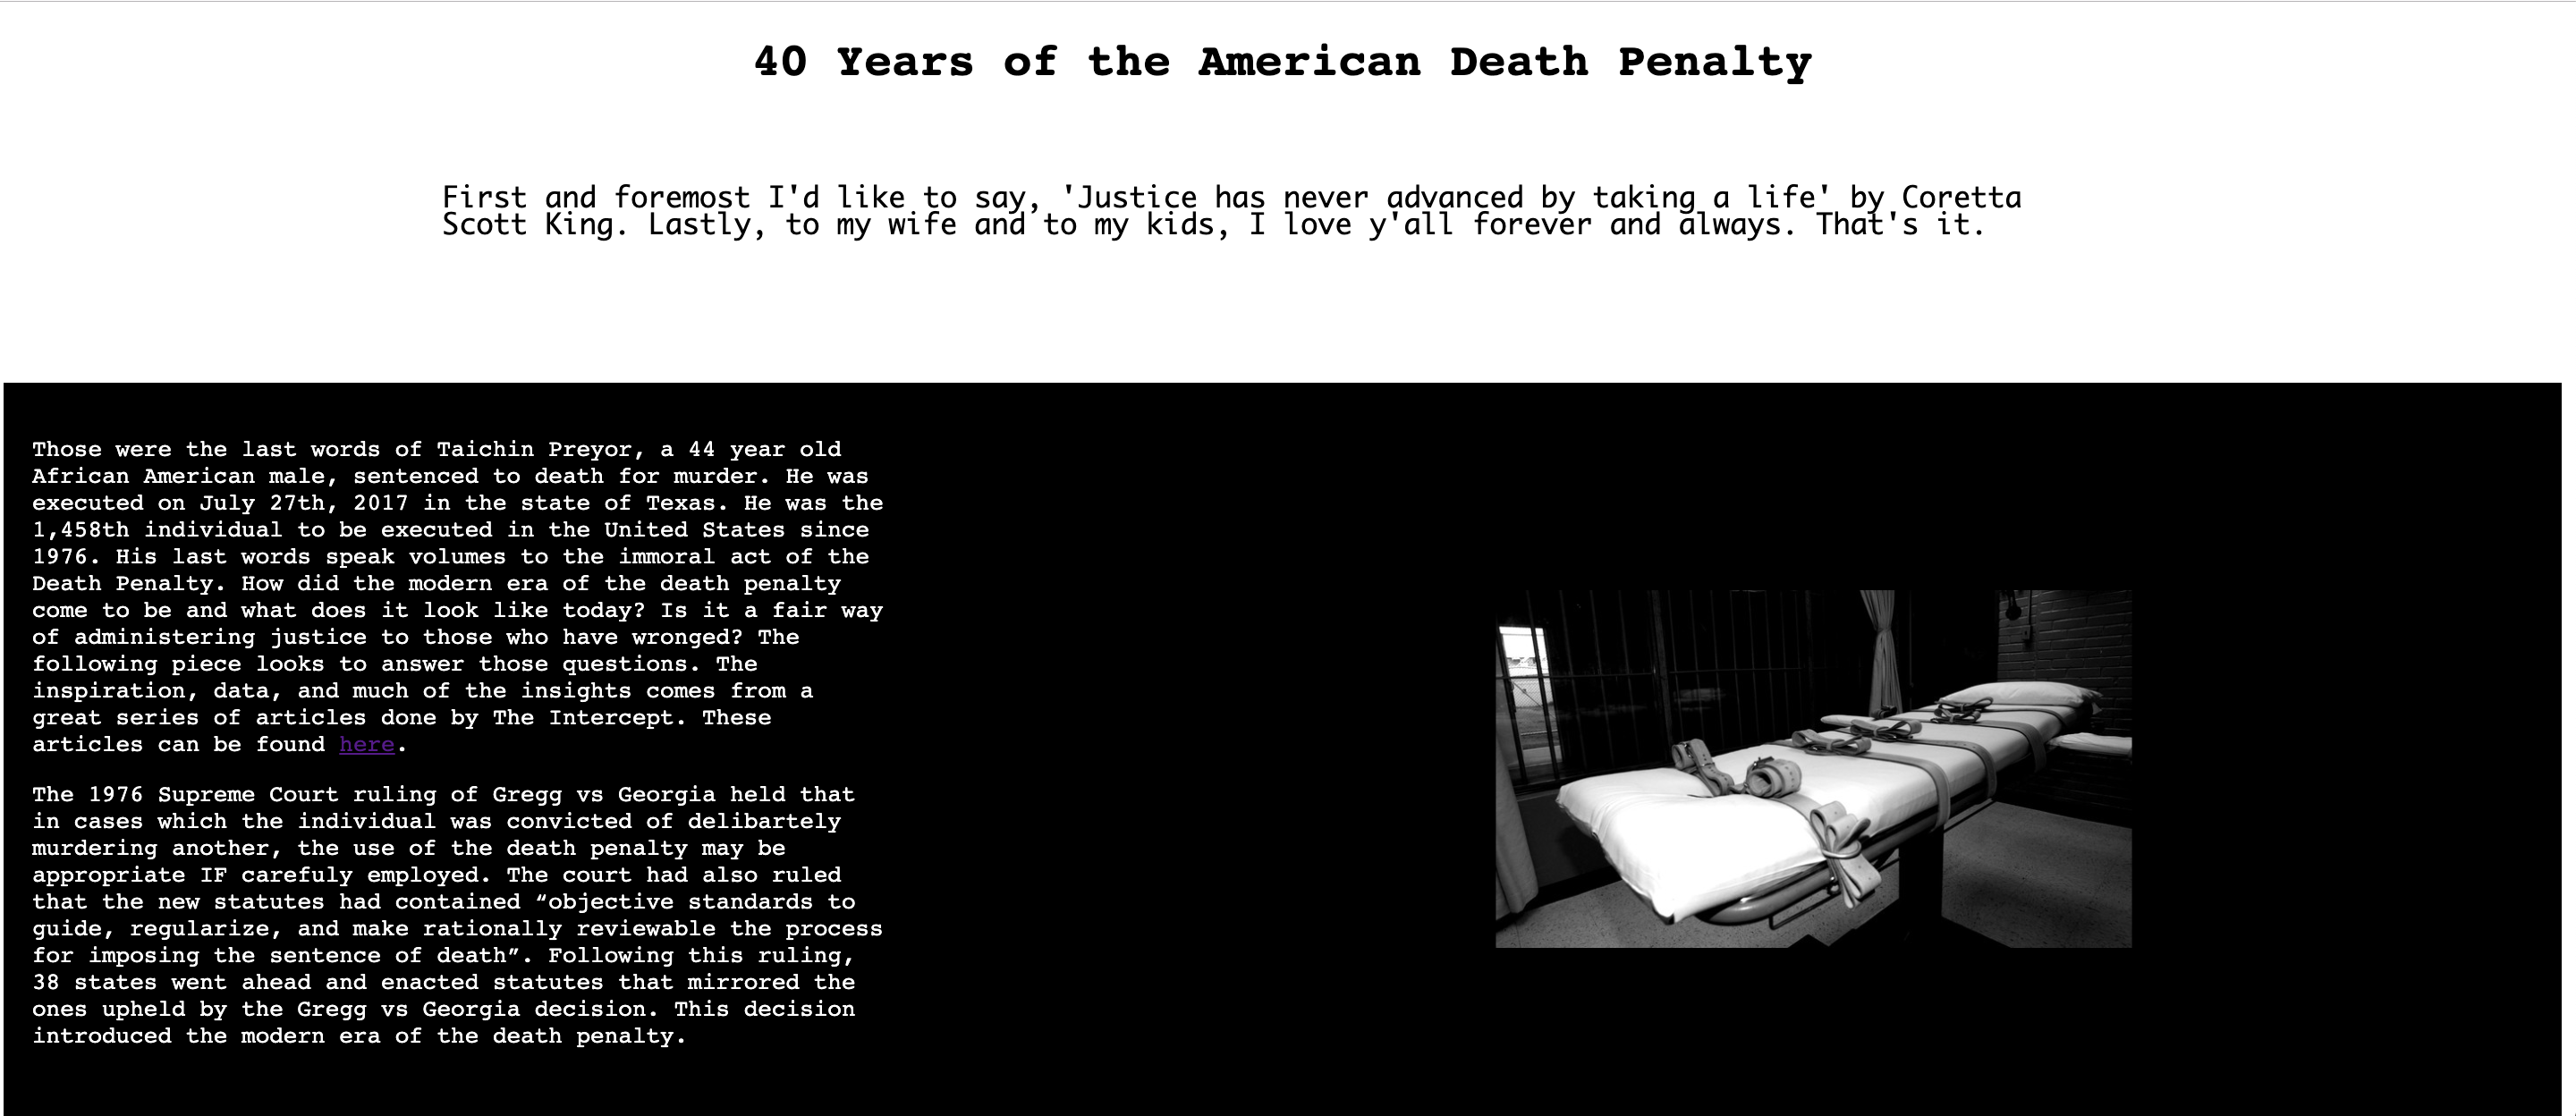 40 Years of the American Death Penalty
First and foremost I'd like to say, 'Justice has never advanced by taking a life' by Coretta
Scott King. Lastly, to my wife and to my kids, I love y'all forever and always. That's it.
Those were the last words of Taichin Preyor, a 44 year old
African American male, sentenced to death for murder. He was
executed on July 27th, 2017 in the state of Texas. He was the
1,458th individual to be executed in the United States since
1976. His last words speak volumes to the immoral act of the
Death Penalty. How did the modern era of the death penalty
come to be and what does it look like today? Is it a fair way
of administering justice to those who have wronged? The
following piece looks to answer those questions. The
inspiration, data, and much of the insights comes from a
great series of articles done by The Intercept. These
articles can be found here.
The 1976 Supreme Court ruling of Gregg vs Georgia held that
in cases which the individual was convicted of delibartely
murdering another, the use of the death penalty may be
appropriate IF carefuly employed. The court had also ruled
that the new statutes had contained “objective standards to
guide, regularize, and make rationally reviewable the process
for imposing the sentence of death”. Following this ruling,
38 states went ahead and enacted statutes that mirrored the
ones upheld by the Gregg vs Georgia decision. This decision
introduced the modern era of the death penalty.